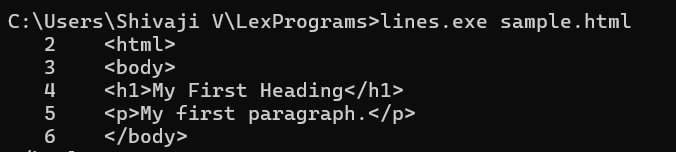 C:\Users\Shivaji V\LexPrograms>lines.exe sample.html
2 <html>
3 <body>
4 <h1>My First Heading</h1>
5 <p>My first paragraph.</p>
6 </body>